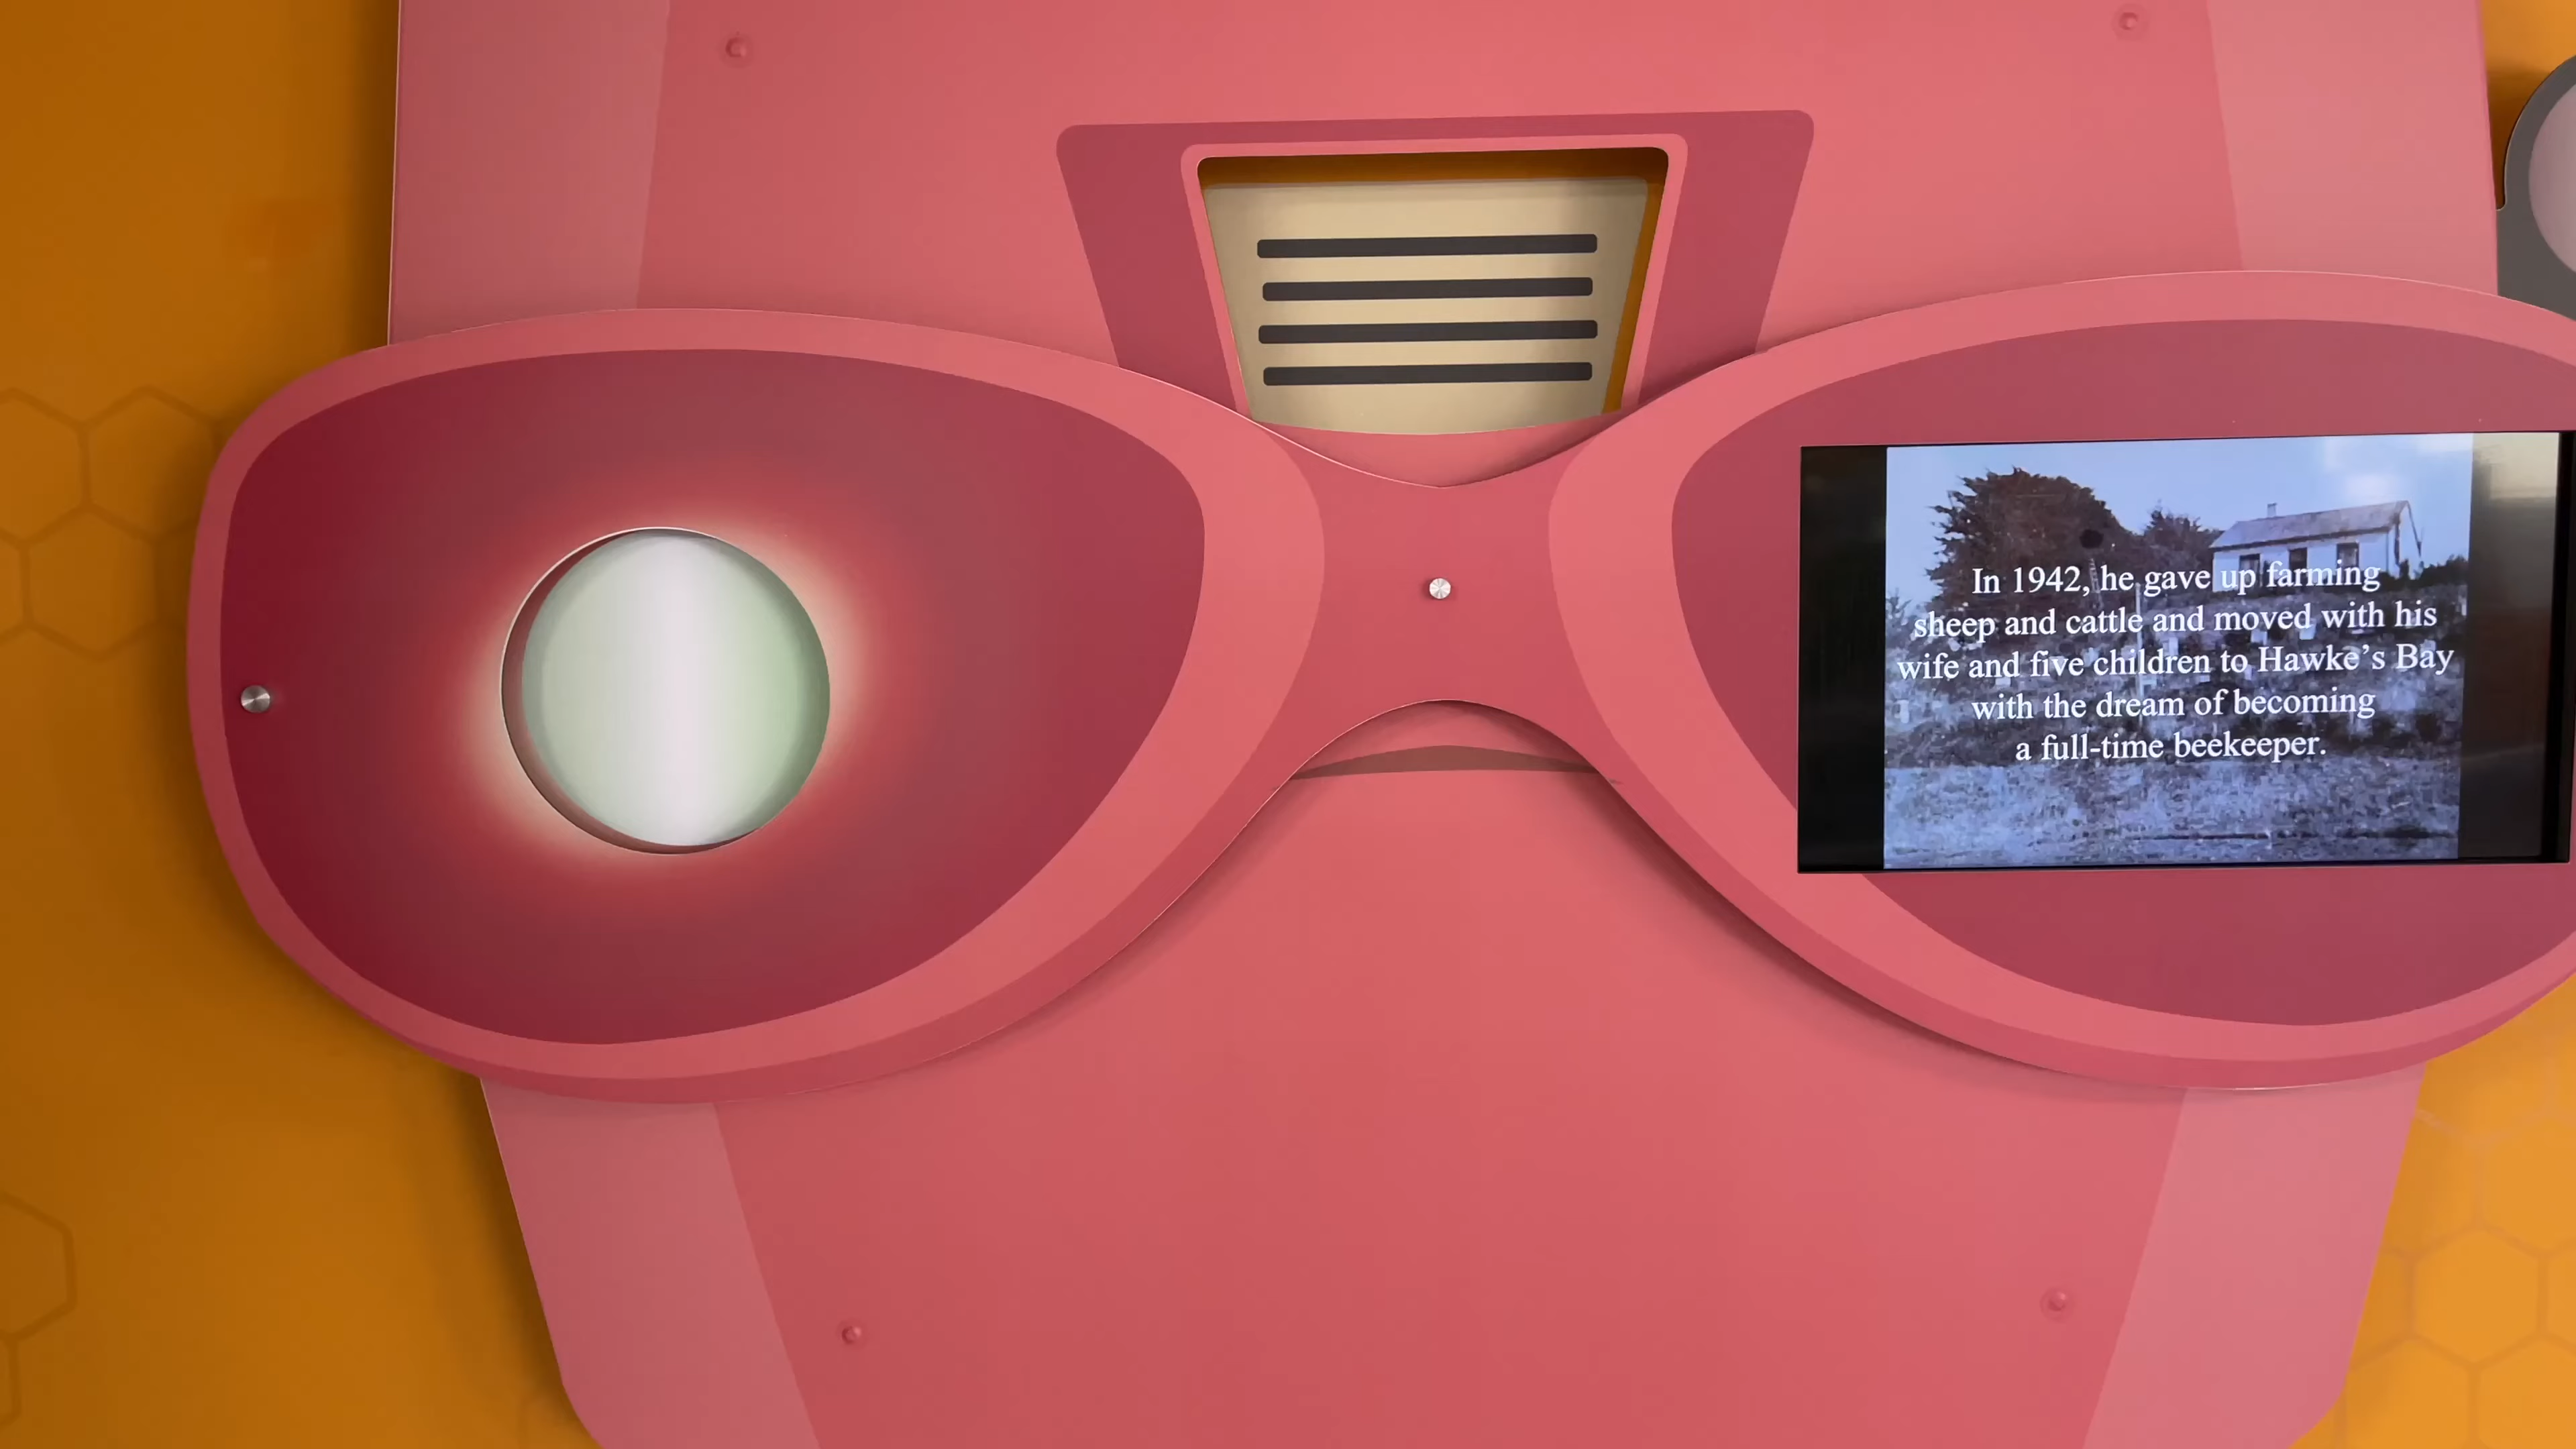 In 1942, he gave up farming
sheep and cattle and moved with his
wife and five children to Hawke's Bay
with the dream of becoming
a full-time beekeeper.